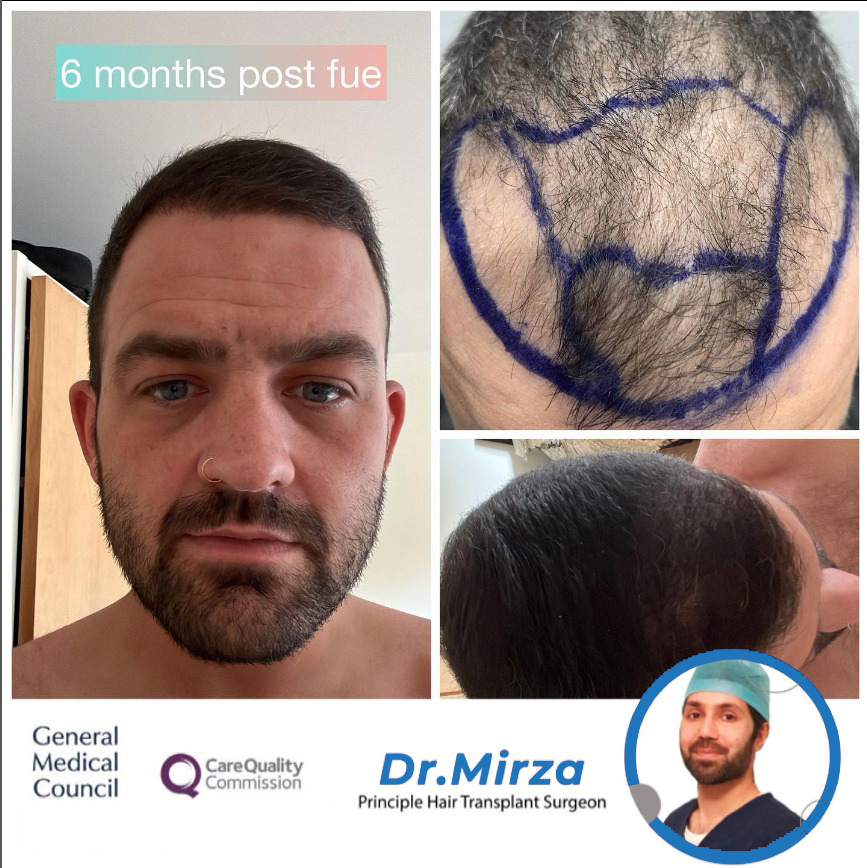 6 months post fue
General
Medical
Council
CareQuality
Commission
Dr.Mirza
Principle Hair Transplant Surgeon